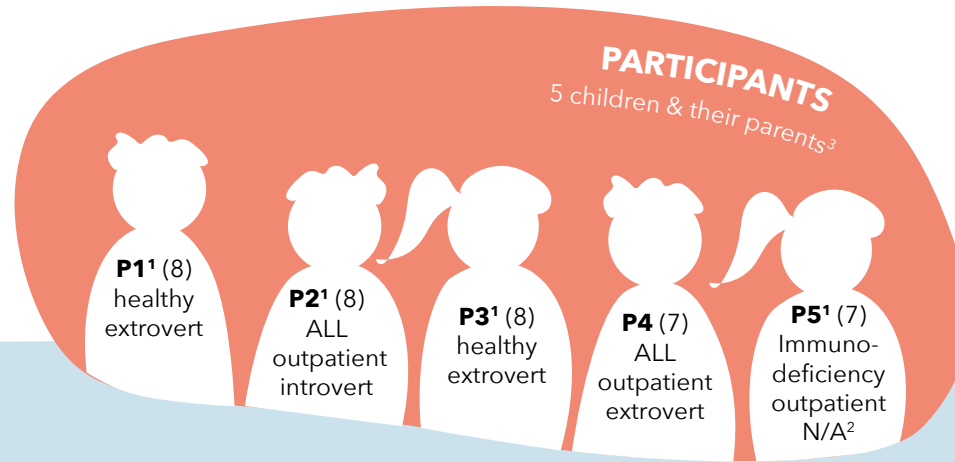 PARTICIPANTS
5 children & their parents³
P1¹ (8)
healthy
extrovert
P2¹ (8)
ALL
outpatient
introvert
P3¹ (8)
healthy
extrovert
P4 (7)
ALL
outpatient
extrovert
P5¹ (7)
Immuno-
deficiency
outpatient
N/A²